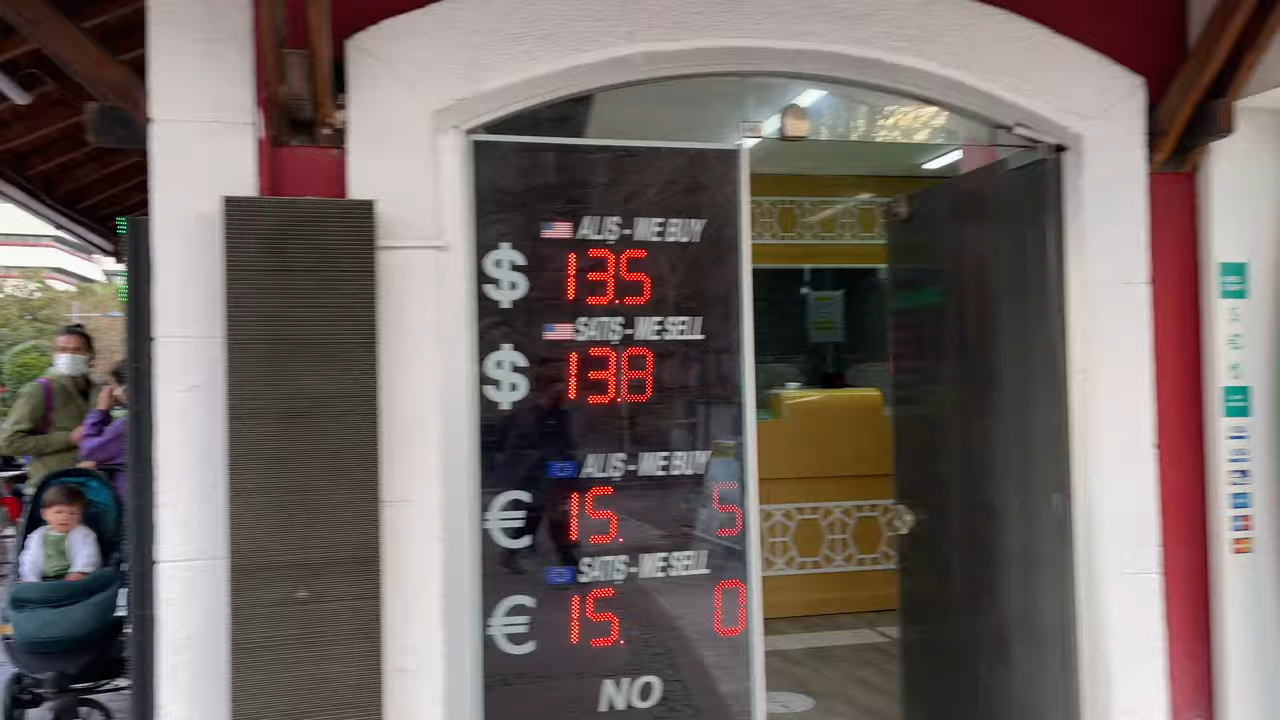 ALIŞ - WE BUY
$ 13.5
SATIŞ - WE SELL
$ 13.8
ALIŞ - WE BUY
€ 15. 5
SATIŞ - WE SELL
€ 15. 0
NO